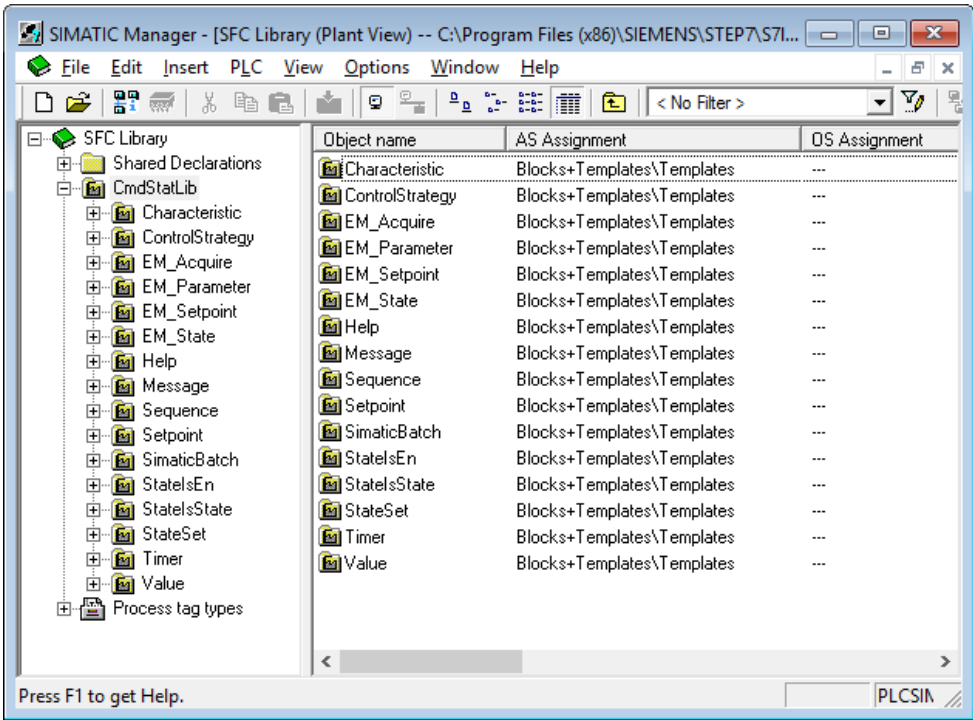 SIMATIC Manager - [SFC Library (Plant View) -- C:\Program Files (x86)\SIEMENS\STEP7\S7l...
File Edit Insert PLC View Options Window Help
< No Filter >
SFC Library
Shared Declarations
CmdStatLib
Characteristic
ControlStrategy
EM_Acquire
EM_Parameter
EM_Setpoint
EM_State
Help
Message
Sequence
Setpoint
SimaticBatch
StateIsEn
StateIsState
StateSet
Timer
Value
Process tag types
Object name AS Assignment OS Assignment
Characteristic Blocks+Templates\Templates ---
ControlStrategy Blocks+Templates\Templates ---
EM_Acquire Blocks+Templates\Templates ---
EM_Parameter Blocks+Templates\Templates ---
EM_Setpoint Blocks+Templates\Templates ---
EM_State Blocks+Templates\Templates ---
Help Blocks+Templates\Templates ---
Message Blocks+Templates\Templates ---
Sequence Blocks+Templates\Templates ---
Setpoint Blocks+Templates\Templates ---
SimaticBatch Blocks+Templates\Templates ---
StateIsEn Blocks+Templates\Templates ---
StateIsState Blocks+Templates\Templates ---
StateSet Blocks+Templates\Templates ---
Timer Blocks+Templates\Templates ---
Value Blocks+Templates\Templates ---
Press F1 to get Help.
PLCSIN